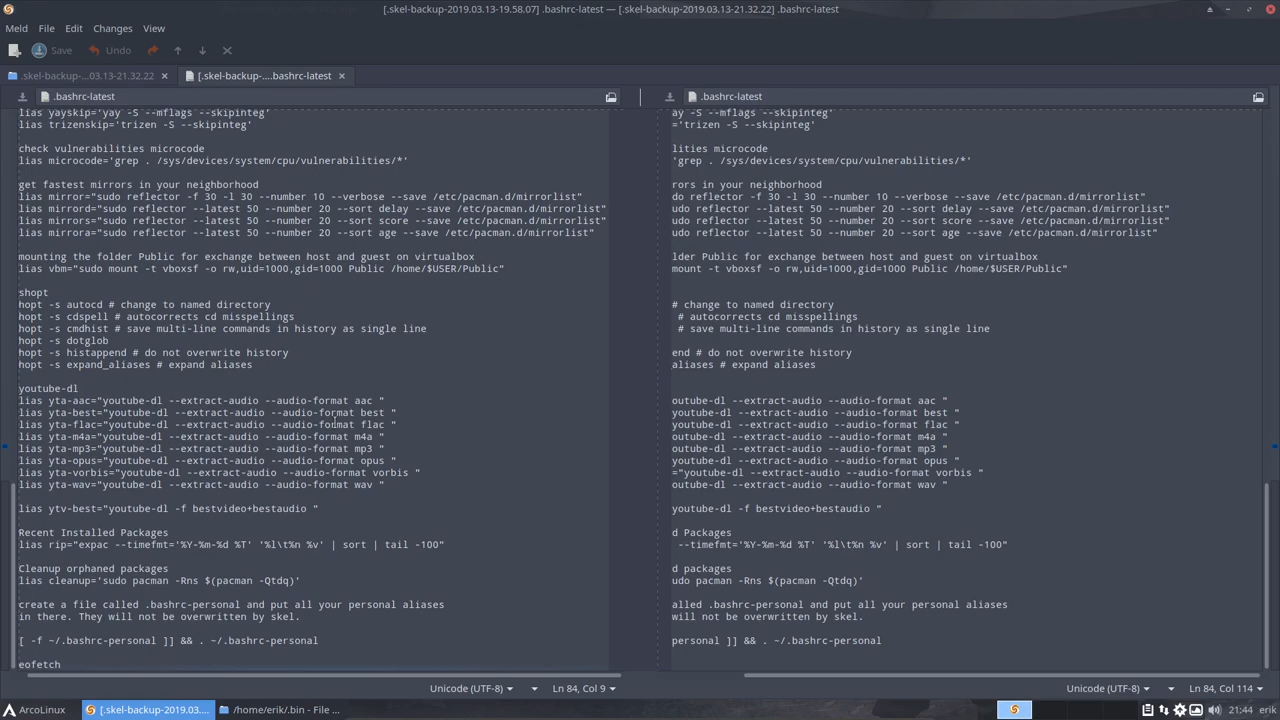 [.skel-backup-2019.03.13-19.58.07] .bashrc-latest — [.skel-backup-2019.03.13-21.32.22] .bashrc-latest
Meld File Edit Changes View
Save Undo
.skel-backup-...03.13-21.32.22
[.skel-backup-....bashrc-latest
.bashrc-latest
lias yayskip='yay -S --mflags --skipinteg'
lias trizenskip='trizen -S --skipinteg'
check vulnerabilities microcode
lias microcode='grep . /sys/devices/system/cpu/vulnerabilities/*'
get fastest mirrors in your neighborhood
lias mirror="sudo reflector -f 30 -l 30 --number 10 --verbose --save /etc/pacman.d/mirrorlist"
lias mirrord="sudo reflector --latest 50 --number 20 --sort delay --save /etc/pacman.d/mirrorlist"
lias mirrors="sudo reflector --latest 50 --number 20 --sort score --save /etc/pacman.d/mirrorlist"
lias mirrora="sudo reflector --latest 50 --number 20 --sort age --save /etc/pacman.d/mirrorlist"
mounting the folder Public for exchange between host and guest on virtualbox
lias vbm="sudo mount -t vboxsf -o rw,uid=1000,gid=1000 Public /home/$USER/Public"
shopt
hopt -s autocd # change to named directory
hopt -s cdspell # autocorrects cd misspellings
hopt -s cmdhist # save multi-line commands in history as single line
hopt -s dotglob
hopt -s histappend # do not overwrite history
hopt -s expand_aliases # expand aliases
youtube-dl
lias yta-aac="youtube-dl --extract-audio --audio-format aac "
lias yta-best="youtube-dl --extract-audio --audio-format best "
lias yta-flac="youtube-dl --extract-audio --audio-format flac "
lias yta-m4a="youtube-dl --extract-audio --audio-format m4a "
lias yta-mp3="youtube-dl --extract-audio --audio-format mp3 "
lias yta-opus="youtube-dl --extract-audio --audio-format opus "
lias yta-vorbis="youtube-dl --extract-audio --audio-format vorbis "
lias yta-wav="youtube-dl --extract-audio --audio-format wav "
lias ytv-best="youtube-dl -f bestvideo+bestaudio "
Recent Installed Packages
lias rip="expac --timefmt='%Y-%m-%d %T' '%l\t%n %v' | sort | tail -100"
Cleanup orphaned packages
lias cleanup='sudo pacman -Rns $(pacman -Qtdq)'
create a file called .bashrc-personal and put all your personal aliases
in there. They will not be overwritten by skel.
[ -f ~/.bashrc-personal ]] && . ~/.bashrc-personal
eofetch
Unicode (UTF-8) Ln 84, Col 9
.bashrc-latest
ay -S --mflags --skipinteg'
='trizen -S --skipinteg'
lities microcode
'grep . /sys/devices/system/cpu/vulnerabilities/*'
rors in your neighborhood
do reflector -f 30 -l 30 --number 10 --verbose --save /etc/pacman.d/mirrorlist"
udo reflector --latest 50 --number 20 --sort delay --save /etc/pacman.d/mirrorlist"
udo reflector --latest 50 --number 20 --sort score --save /etc/pacman.d/mirrorlist"
udo reflector --latest 50 --number 20 --sort age --save /etc/pacman.d/mirrorlist"
lder Public for exchange between host and guest on virtualbox
mount -t vboxsf -o rw,uid=1000,gid=1000 Public /home/$USER/Public"
# change to named directory
# autocorrects cd misspellings
# save multi-line commands in history as single line
end # do not overwrite history
aliases # expand aliases
outube-dl --extract-audio --audio-format aac "
youtube-dl --extract-audio --audio-format best "
youtube-dl --extract-audio --audio-format flac "
outube-dl --extract-audio --audio-format m4a "
outube-dl --extract-audio --audio-format mp3 "
youtube-dl --extract-audio --audio-format opus "
="youtube-dl --extract-audio --audio-format vorbis "
outube-dl --extract-audio --audio-format wav "
youtube-dl -f bestvideo+bestaudio "
d Packages
--timefmt='%Y-%m-%d %T' '%l\t%n %v' | sort | tail -100"
d packages
udo pacman -Rns $(pacman -Qtdq)'
alled .bashrc-personal and put all your personal aliases
will not be overwritten by skel.
personal ]] && . ~/.bashrc-personal
Unicode (UTF-8) Ln 84, Col 114
ArcoLinux [.skel-backup-2019.03.... /home/erik/.bin - File ... 21:44 erik